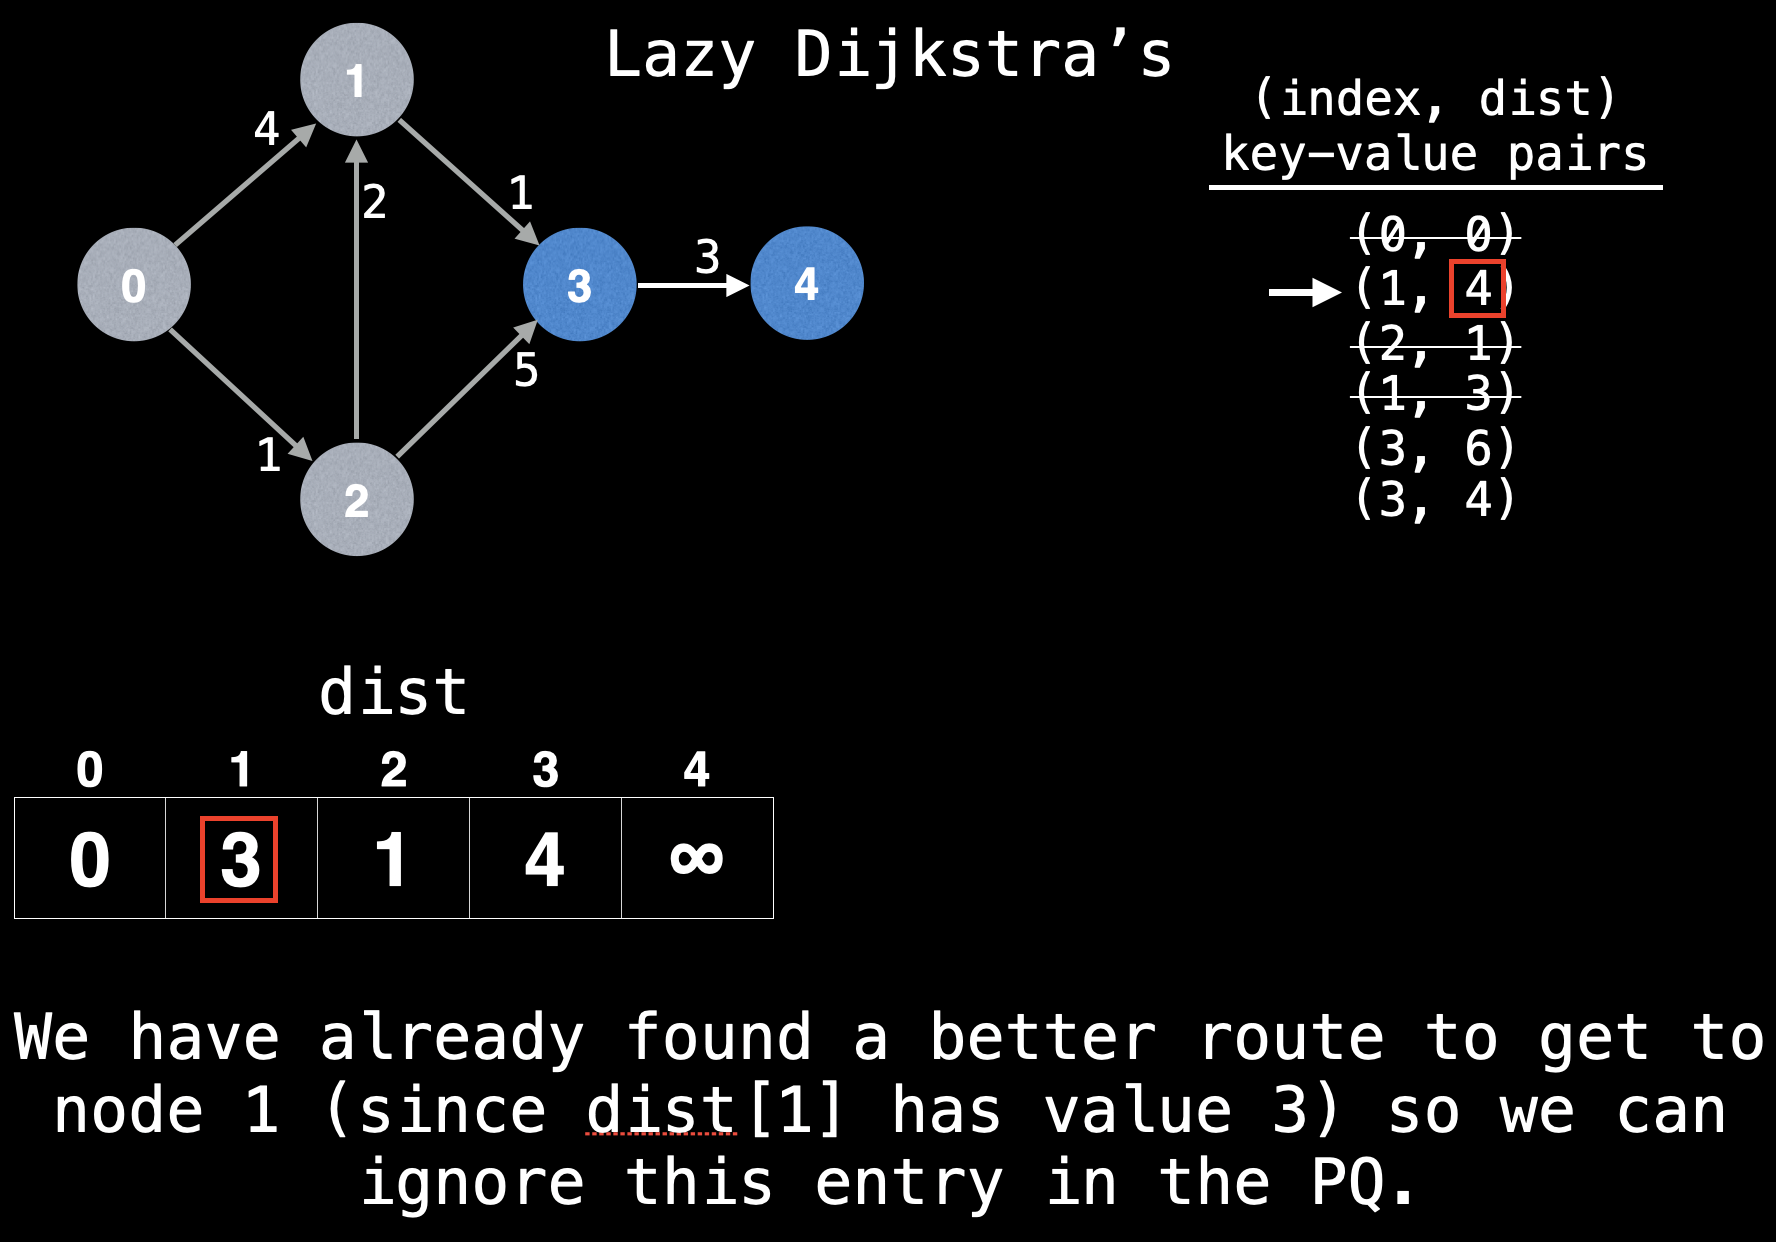 Lazy Dijkstra’s
(index, dist)
key-value pairs
(0, 0)
(1, 4)
(2, 1)
(1, 3)
(3, 6)
(3, 4)
1
4
2
1
0
3
3
4
5
1
2
dist
0 1 2 3 4
0 3 1 4 ∞
We have already found a better route to get to
node 1 (since dist[1] has value 3) so we can
ignore this entry in the PQ.